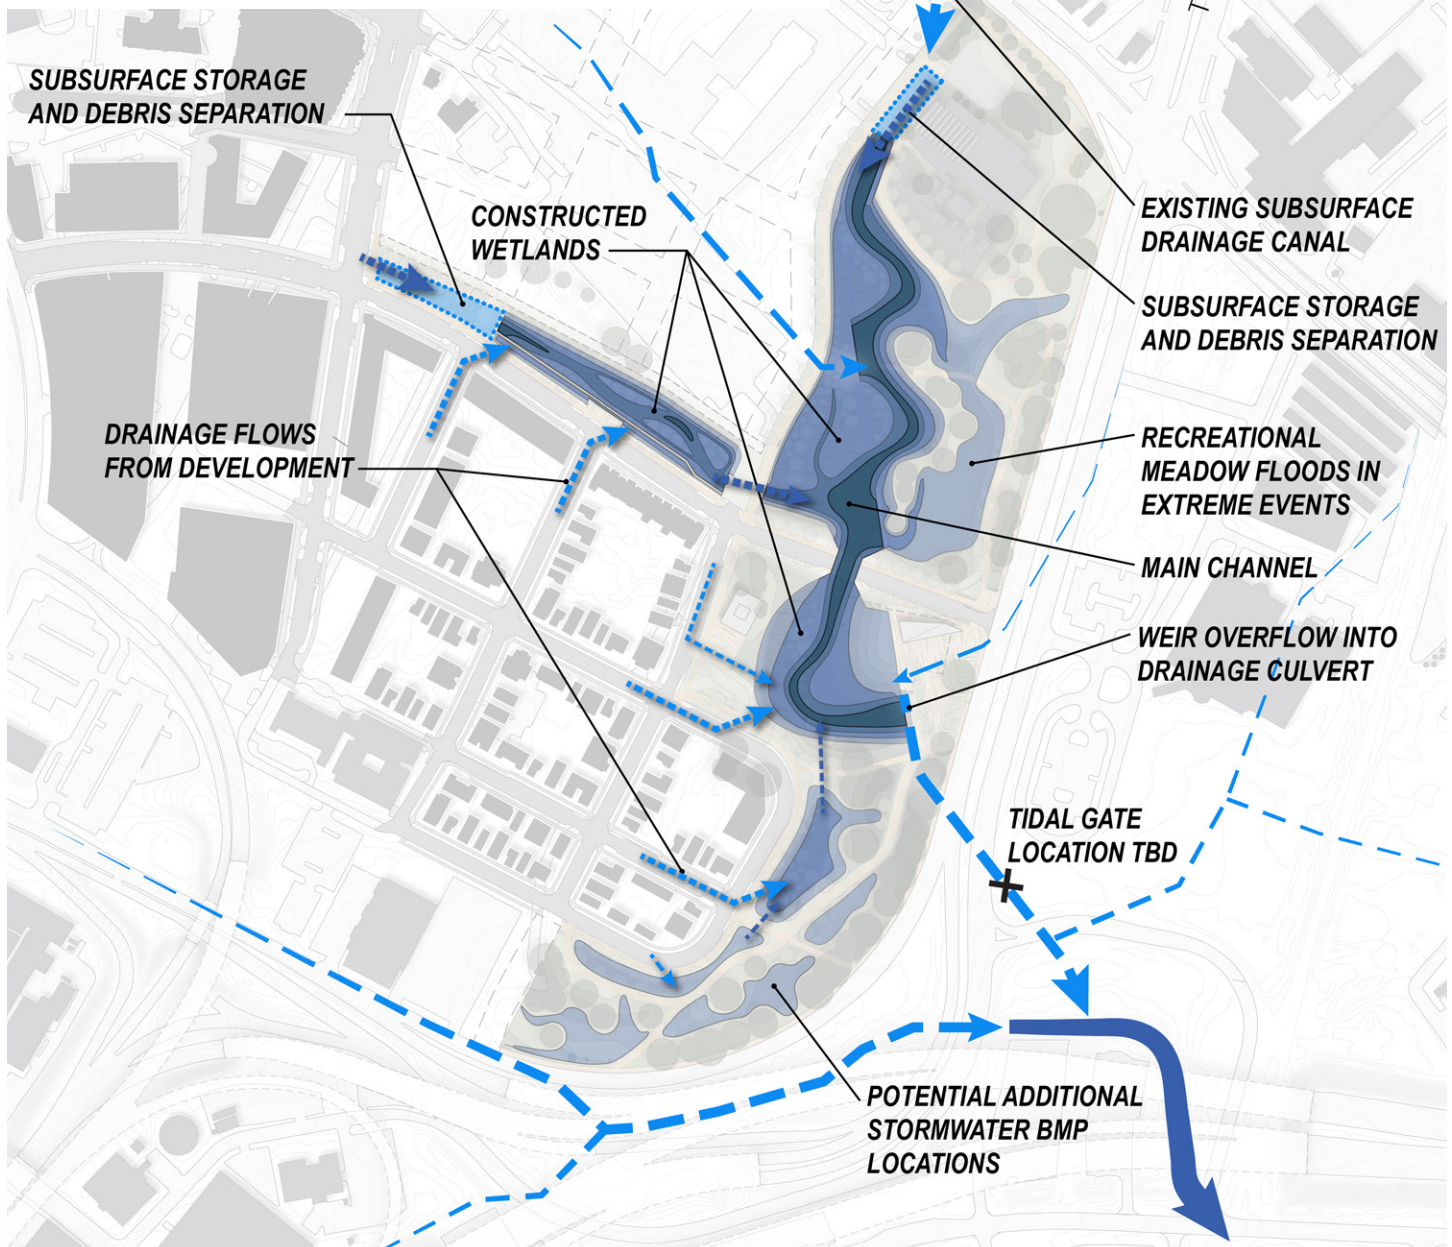 SUBSURFACE STORAGE
AND DEBRIS SEPARATION
CONSTRUCTED
WETLANDS
EXISTING SUBSURFACE
DRAINAGE CANAL
SUBSURFACE STORAGE
AND DEBRIS SEPARATION
DRAINAGE FLOWS
FROM DEVELOPMENT
RECREATIONAL
MEADOW FLOODS IN
EXTREME EVENTS
MAIN CHANNEL
WEIR OVERFLOW INTO
DRAINAGE CULVERT
TIDAL GATE
LOCATION TBD
POTENTIAL ADDITIONAL
STORMWATER BMP
LOCATIONS